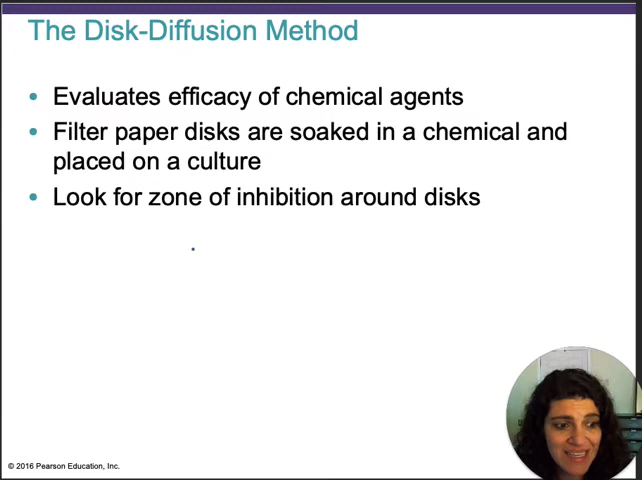 The Disk-Diffusion Method
• Evaluates efficacy of chemical agents
• Filter paper disks are soaked in a chemical and
placed on a culture
• Look for zone of inhibition around disks
© 2016 Pearson Education, Inc.